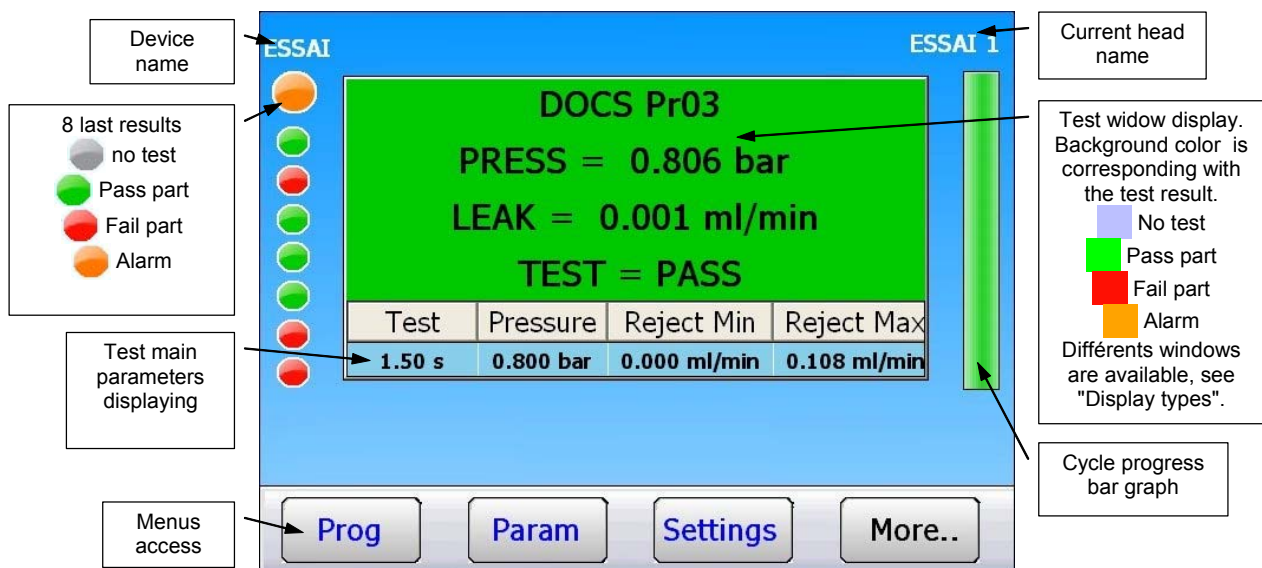 Device
name
8 last results
no test
Pass part
Fail part
Alarm
Test main
parameters
displaying
Menus
access
ESSAI
ESSAI 1
DOCS Pr03
PRESS = 0.806 bar
LEAK = 0.001 ml/min
TEST = PASS
Test Pressure Reject Min Reject Max
1.50 s 0.800 bar 0.000 ml/min 0.108 ml/min
Prog Param Settings More..
Current head
name
Test widow display.
Background color is
corresponding with
the test result.
No test
Pass part
Fail part
Alarm
Différents windows
are available, see
"Display types".
Cycle progress
bar graph